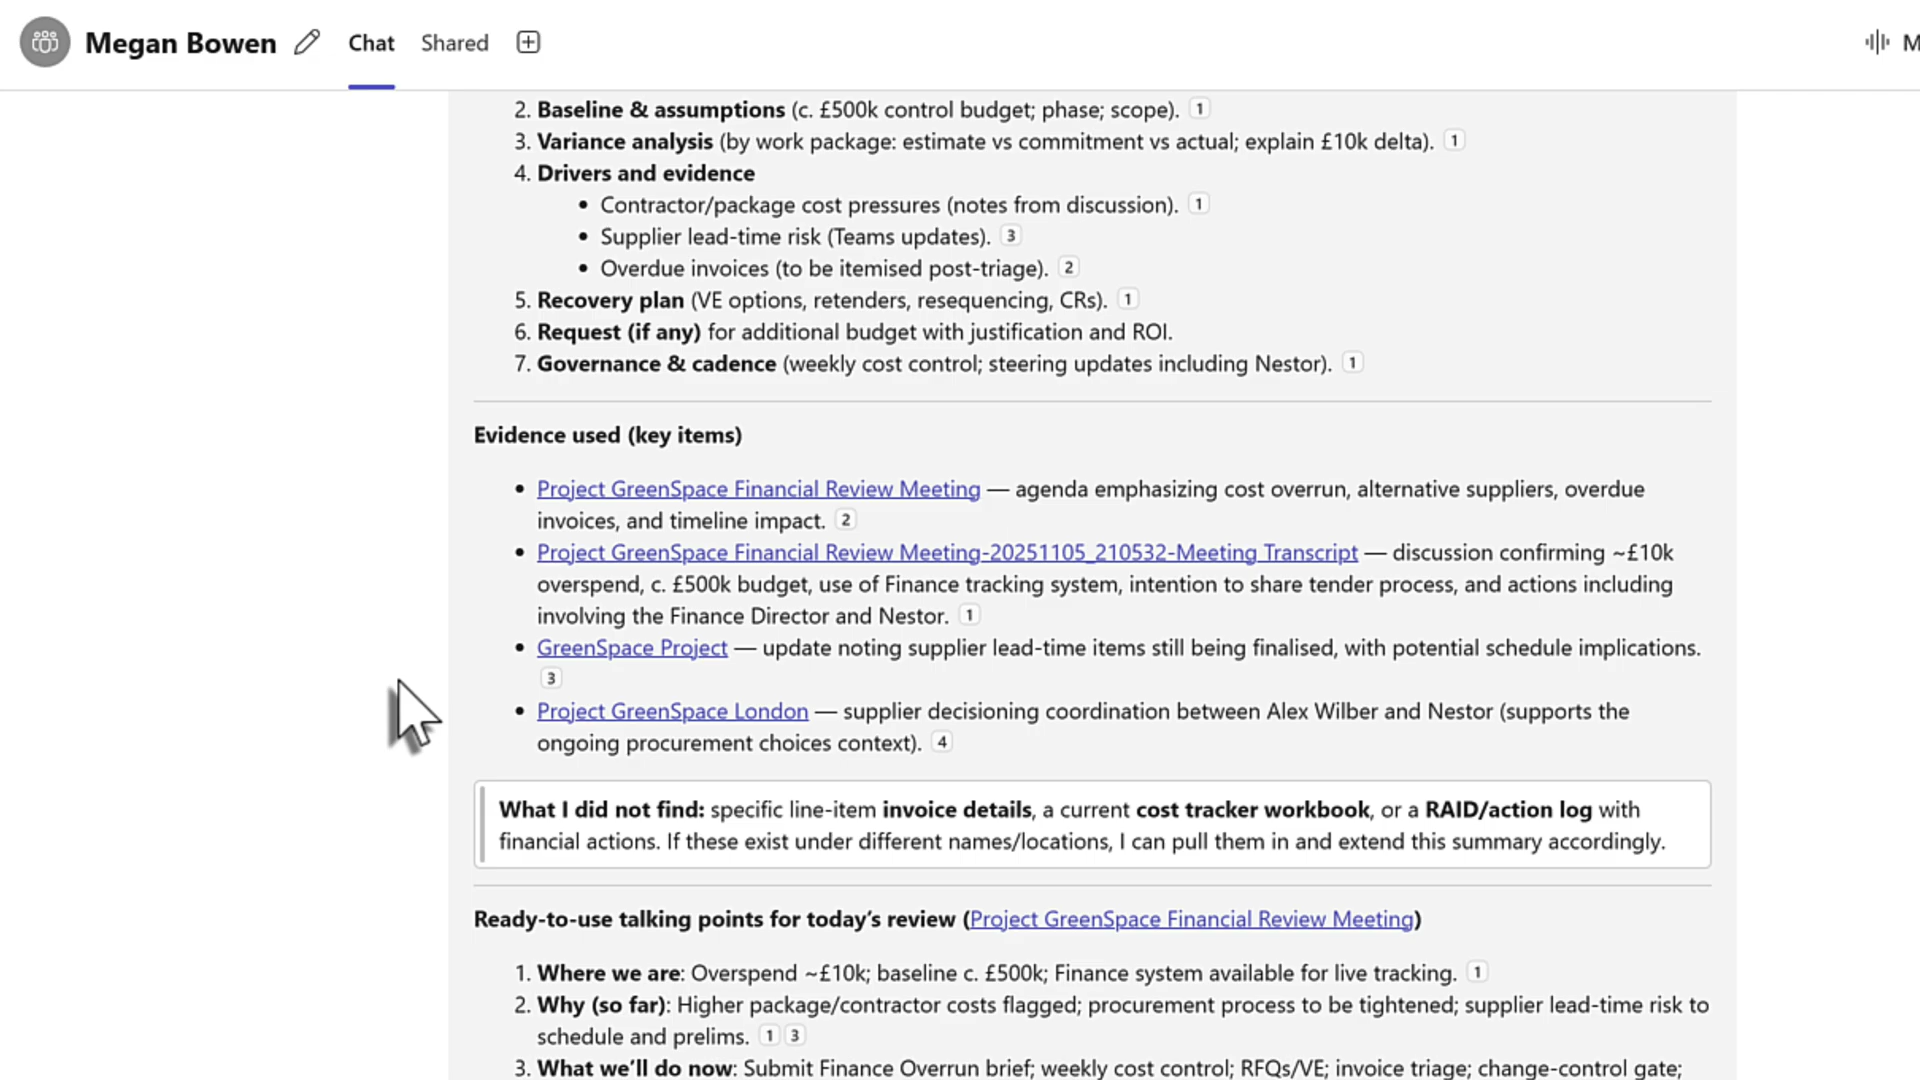 Megan Bowen Chat Shared M
2. Baseline & assumptions (c. £500k control budget; phase; scope). 1
3. Variance analysis (by work package: estimate vs commitment vs actual; explain £10k delta). 1
4. Drivers and evidence
• Contractor/package cost pressures (notes from discussion). 1
• Supplier lead-time risk (Teams updates). 3
• Overdue invoices (to be itemised post-triage). 2
5. Recovery plan (VE options, retenders, resequencing, CRs). 1
6. Request (if any) for additional budget with justification and ROI.
7. Governance & cadence (weekly cost control; steering updates including Nestor). 1
Evidence used (key items)
• Project GreenSpace Financial Review Meeting — agenda emphasizing cost overrun, alternative suppliers, overdue
invoices, and timeline impact. 2
• Project GreenSpace Financial Review Meeting-20251105_210532-Meeting Transcript — discussion confirming ~£10k
overspend, c. £500k budget, use of Finance tracking system, intention to share tender process, and actions including
involving the Finance Director and Nestor. 1
• GreenSpace Project — update noting supplier lead-time items still being finalised, with potential schedule implications.
3
• Project GreenSpace London — supplier decisioning coordination between Alex Wilber and Nestor (supports the
ongoing procurement choices context). 4
What I did not find: specific line-item invoice details, a current cost tracker workbook, or a RAID/action log with
financial actions. If these exist under different names/locations, I can pull them in and extend this summary accordingly.
Ready-to-use talking points for today’s review (Project GreenSpace Financial Review Meeting)
1. Where we are: Overspend ~£10k; baseline c. £500k; Finance system available for live tracking. 1
2. Why (so far): Higher package/contractor costs flagged; procurement process to be tightened; supplier lead-time risk to
schedule and prelims. 1 3
3. What we’ll do now: Submit Finance Overrun brief; weekly cost control; RFQs/VE; invoice triage; change-control gate;